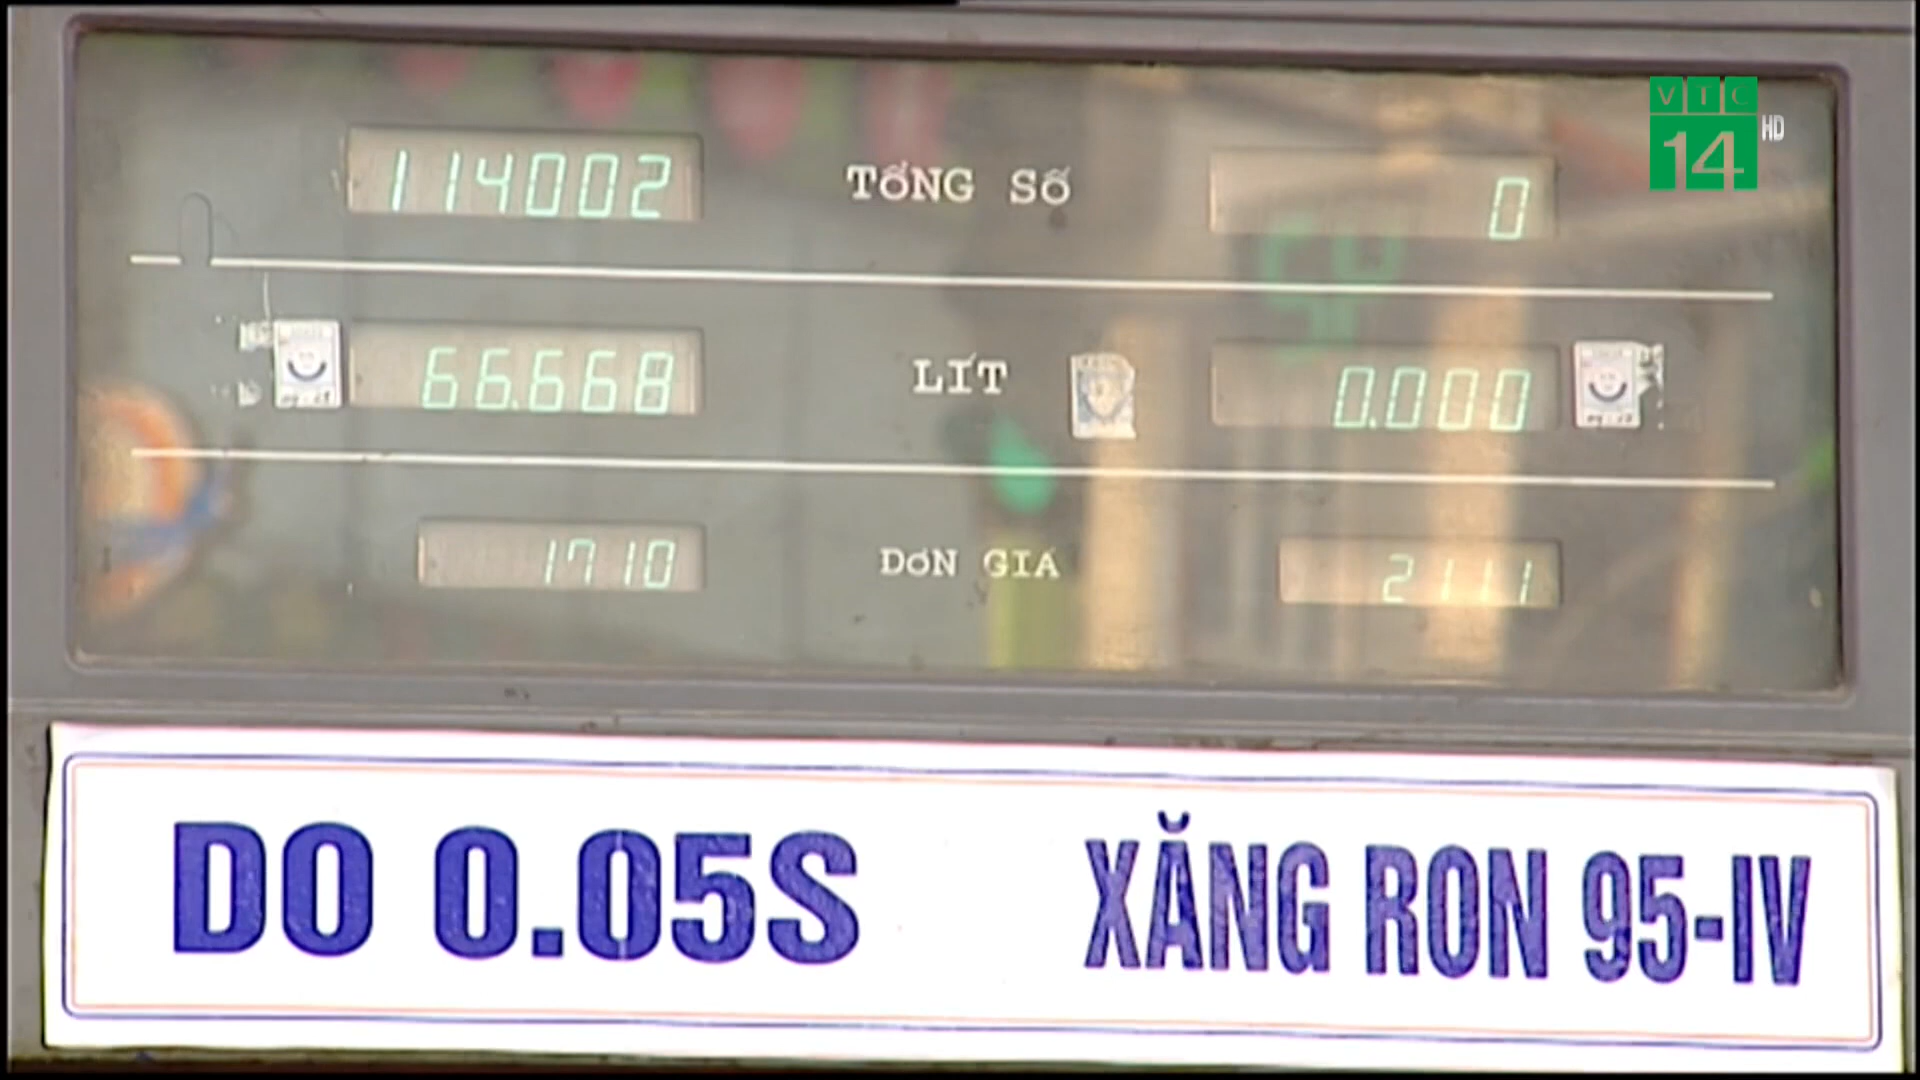 VTC
14 HD
114002 TỔNG SỐ 0
66.668 LÍT 0.000
1710 ĐƠN GIÁ 2111
DO 0.05S XĂNG RON 95-IV